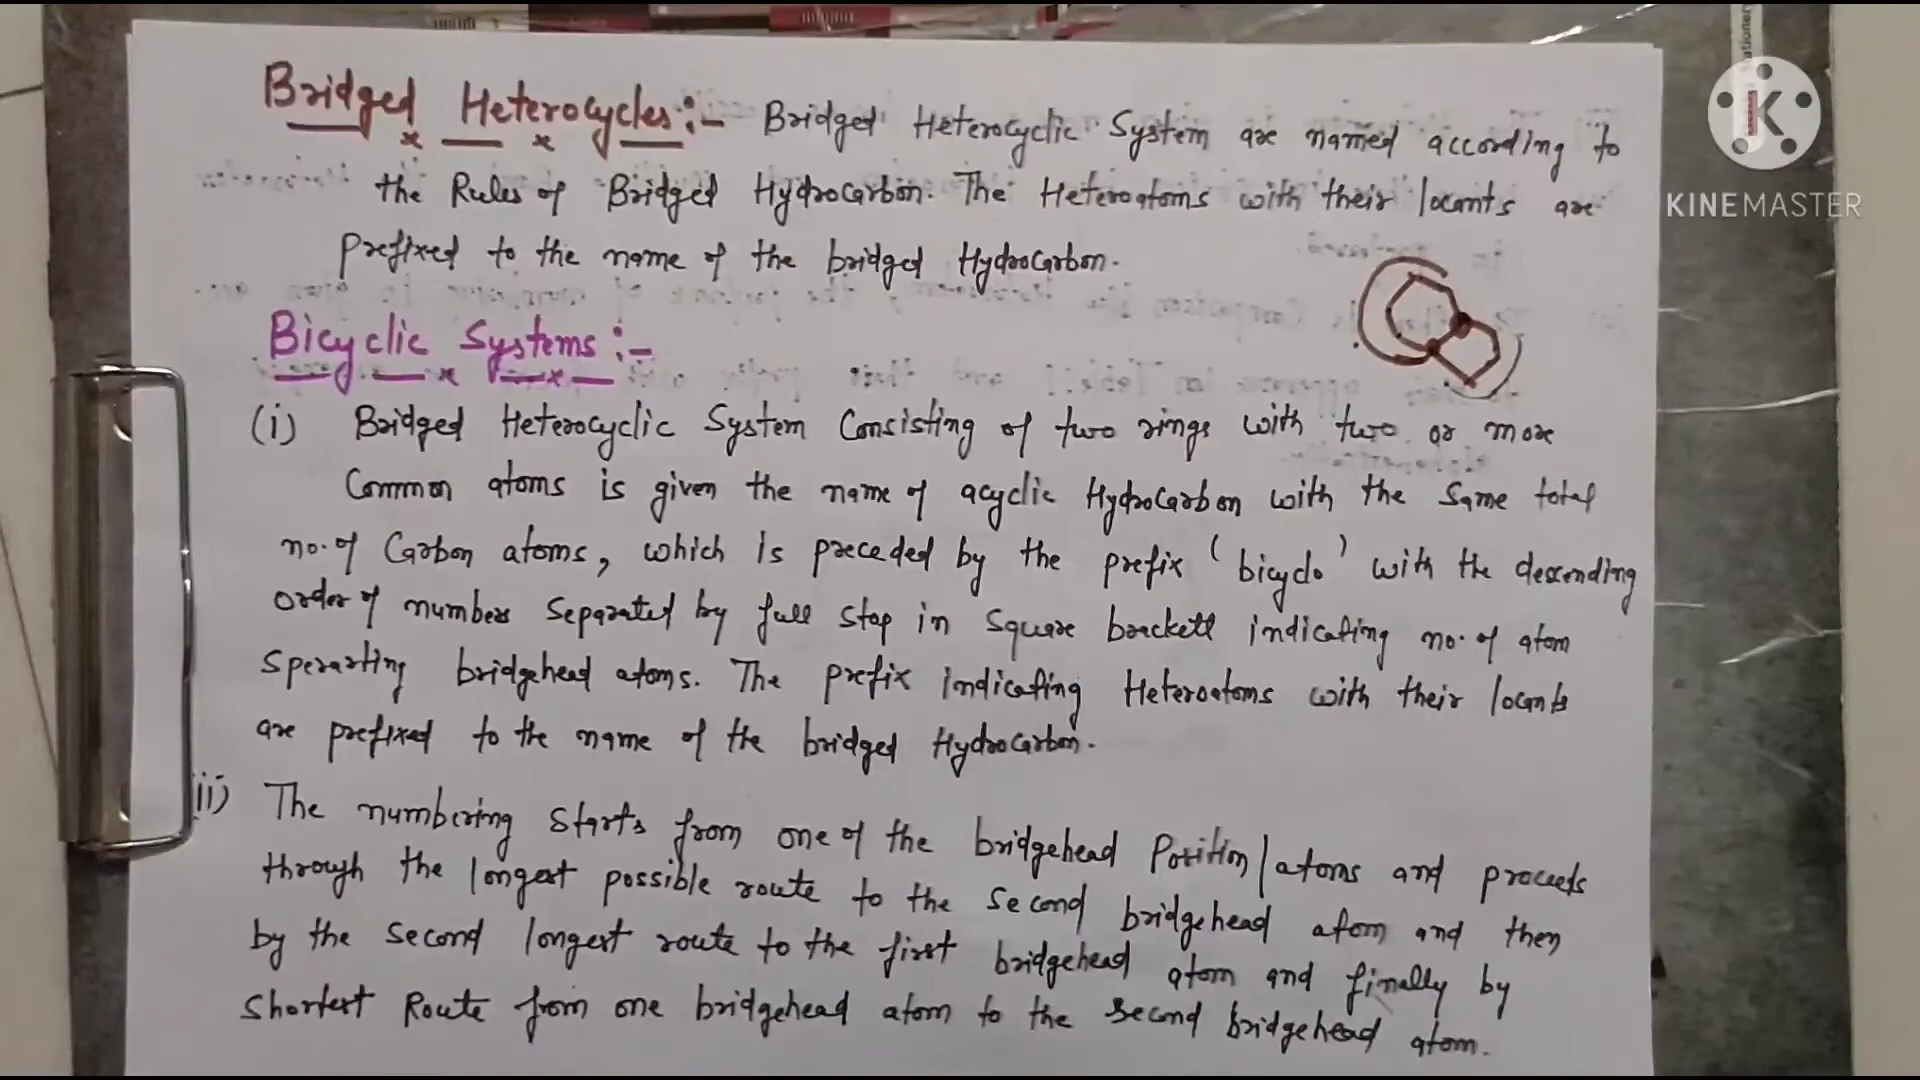 Bridged Heterocycles:- Bridged Heterocyclic System are named according to
the Rules of Bridged Hydrocarbon. The Heteroatoms with their locants are
prefixed to the name of the bridged Hydrocarbon.
Bicyclic Systems:-
(i) Bridged Heterocyclic System Consisting of two rings with two or more
Common atoms is given the name of acyclic Hydrocarbon with the same total
no. of Carbon atoms, which is preceded by the prefix 'bicyclo' with the descending
order of numbers separated by full stop in square brackett indicating no. of atom
sperarting bridgehead atoms. The prefix indicating Heteroatoms with their locants
are prefixed to the name of the bridged Hydrocarbon.
ii) The numbering starts from one of the bridgehead Position/atoms and proceeds
through the longest possible route to the second bridgehead atom and then
by the second longest route to the first bridgehead atom and finally by
shortest Route from one bridgehead atom to the second bridgehead atom.
K
KINEMASTER